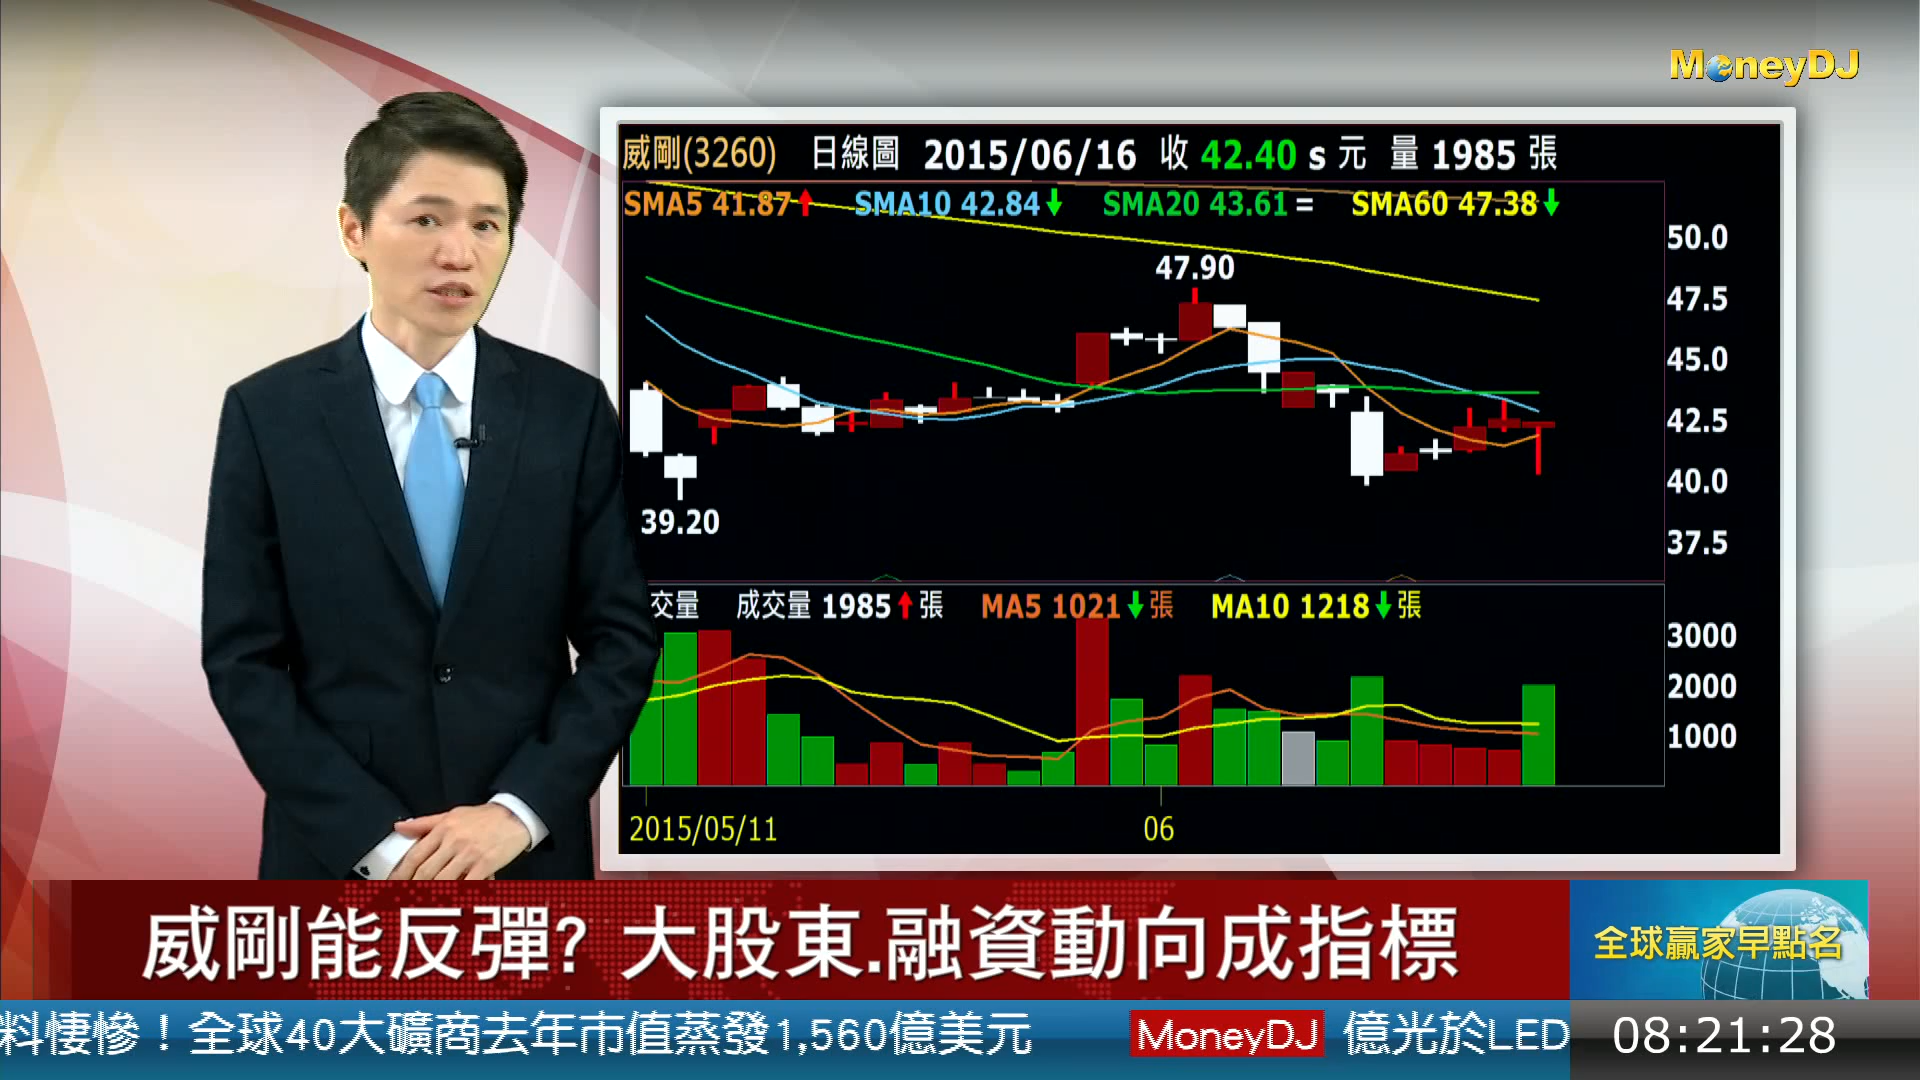 MoneyDJ
威剛(3260) 日線圖 2015/06/16 收 42.40 s 元 量 1985 張
SMA5 41.87 SMA10 42.84 SMA20 43.61 = SMA60 47.38
50.0
47.90
47.5
45.0
42.5
40.0
39.20
37.5
交量 成交量 1985 張 MA5 1021 張 MA10 1218 張
3000
2000
1000
2015/05/11 06
威剛能反彈? 大股東.融資動向成指標
全球贏家早點名
料悽慘！全球40大礦商去年市值蒸發1,560億美元 MoneyDJ 億光於LED
08:21:28